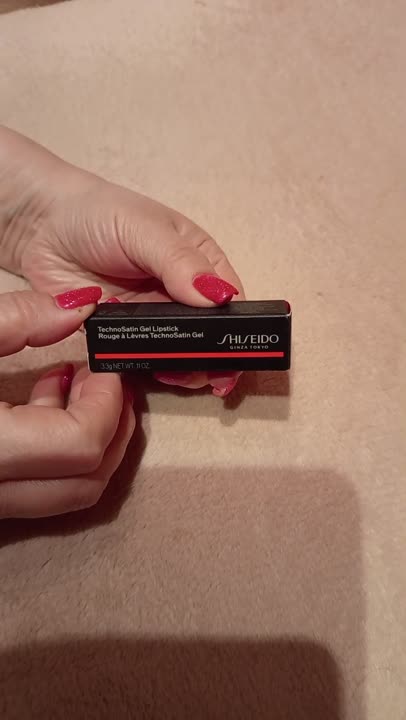 TechnoSatin Gel Lipstick
Rouge à Lèvres TechnoSatin Gel
SHISEIDO
GINZA TOKYO
3.3g NET WT. .11 OZ.